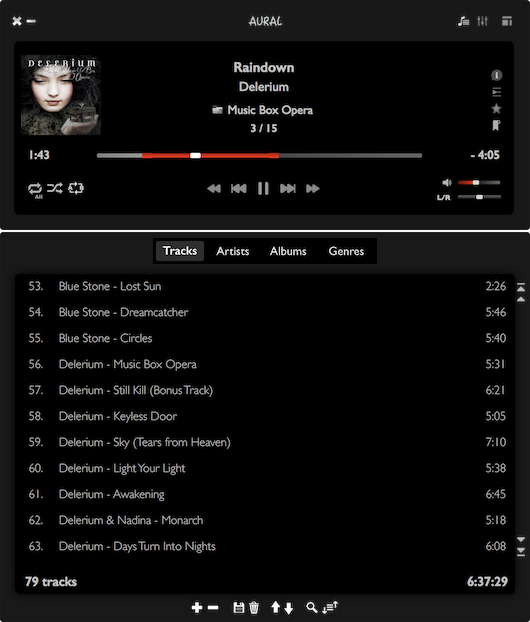 AURAL
DELERIUM
Music Box
Opera
Raindown
Delerium
Music Box Opera
3 / 15
1:43
- 4:05
All
L/R
Tracks Artists Albums Genres
53. Blue Stone - Lost Sun 2:26
54. Blue Stone - Dreamcatcher 5:46
55. Blue Stone - Circles 5:40
56. Delerium - Music Box Opera 5:31
57. Delerium - Still Kill (Bonus Track) 6:21
58. Delerium - Keyless Door 5:05
59. Delerium - Sky (Tears from Heaven) 7:10
60. Delerium - Light Your Light 5:38
61. Delerium - Awakening 6:45
62. Delerium & Nadina - Monarch 5:18
63. Delerium - Days Turn Into Nights 6:08
79 tracks 6:37:29